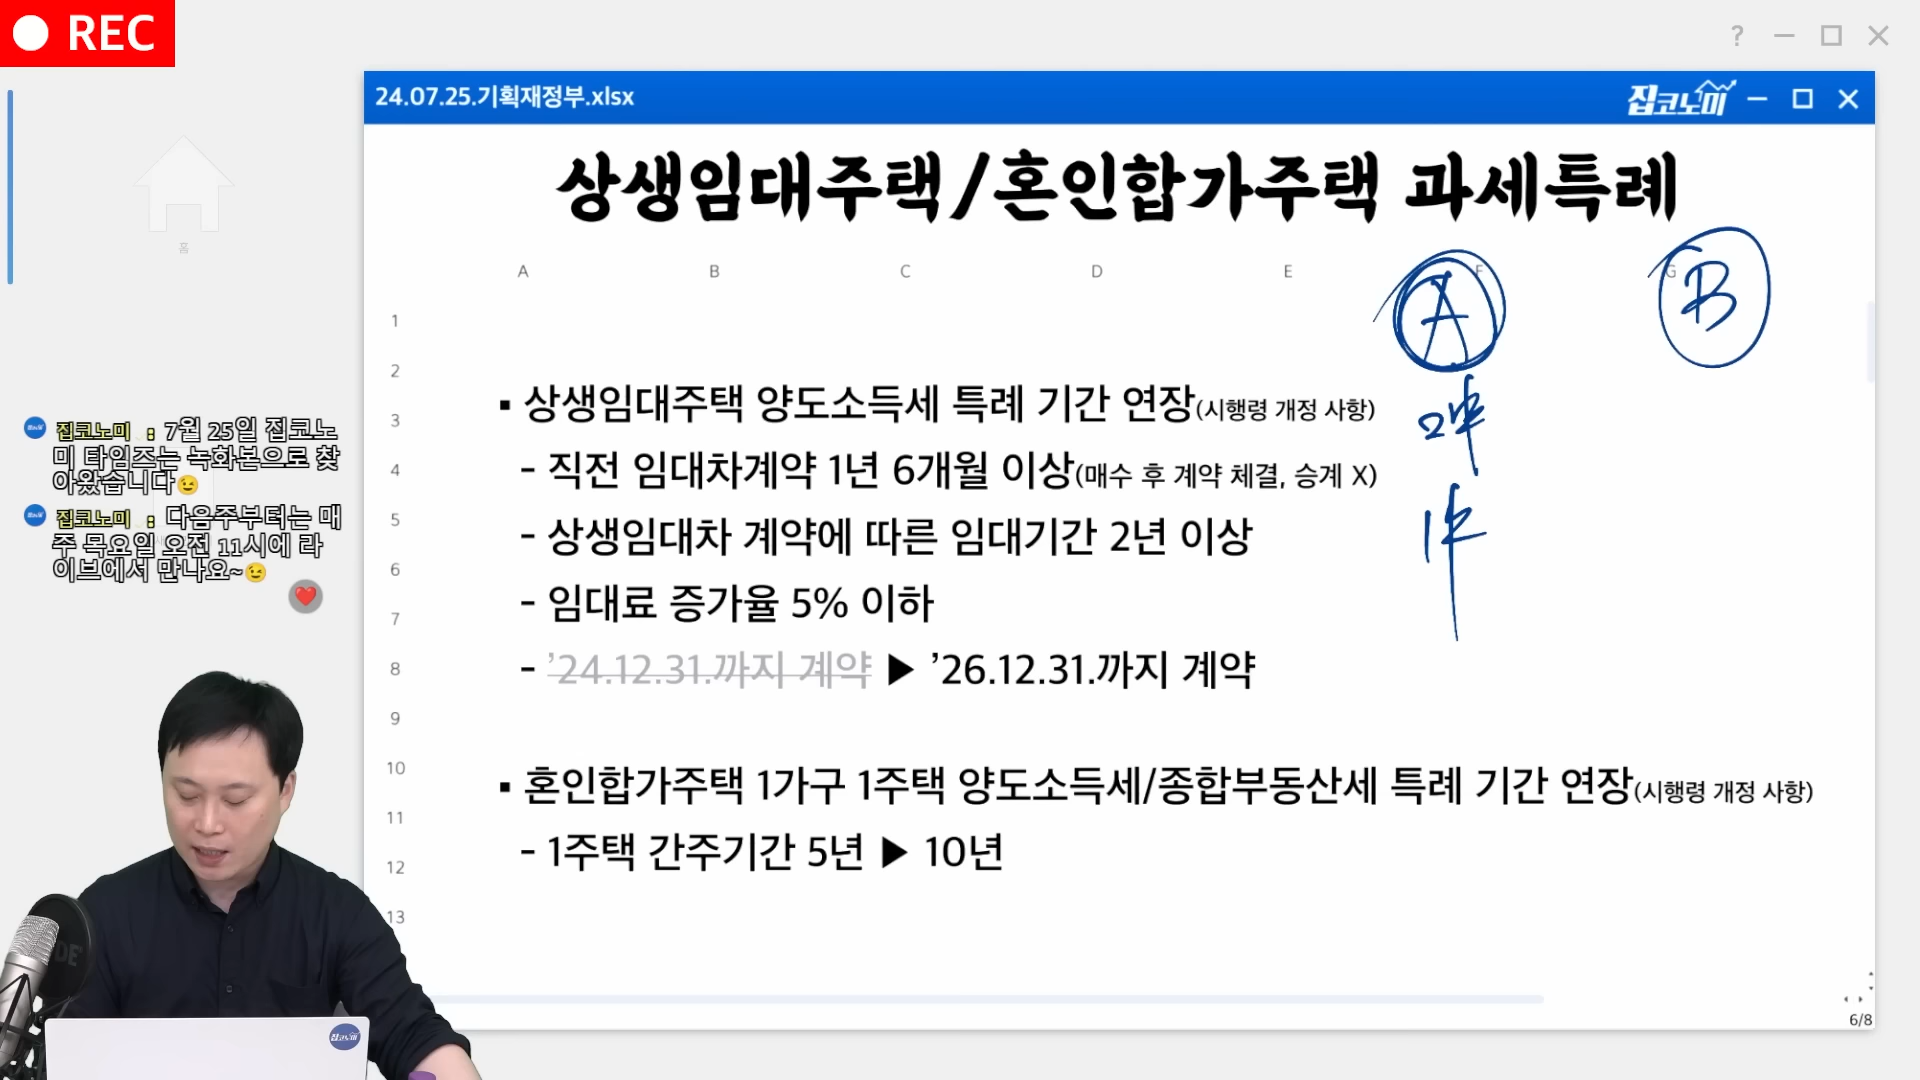 REC
?
24.07.25.기획재정부.xlsx
집코노미
상생임대주택/혼인합가주택 과세특례
A B C D E F G
A
B
1
2
3
4
5
6
7
8
9
10
11
12
13
▪ 상생임대주택 양도소득세 특례 기간 연장(시행령 개정 사항)
- 직전 임대차계약 1년 6개월 이상(매수 후 계약 체결, 승계 X)
- 상생임대차 계약에 따른 임대기간 2년 이상
- 임대료 증가율 5% 이하
- ’24.12.31.까지 계약 ▶ ’26.12.31.까지 계약
▪ 혼인합가주택 1가구 1주택 양도소득세/종합부동산세 특례 기간 연장(시행령 개정 사항)
- 1주택 간주기간 5년 ▶ 10년
6/8
홈
집코노미 : 7월 25일 집코노
미 타임즈는 녹화본으로 찾
아왔습니다😉
집코노미 : 다음주부터는 매
주 목요일 오전 11시에 라
이브에서 만나요~😉
집코노미